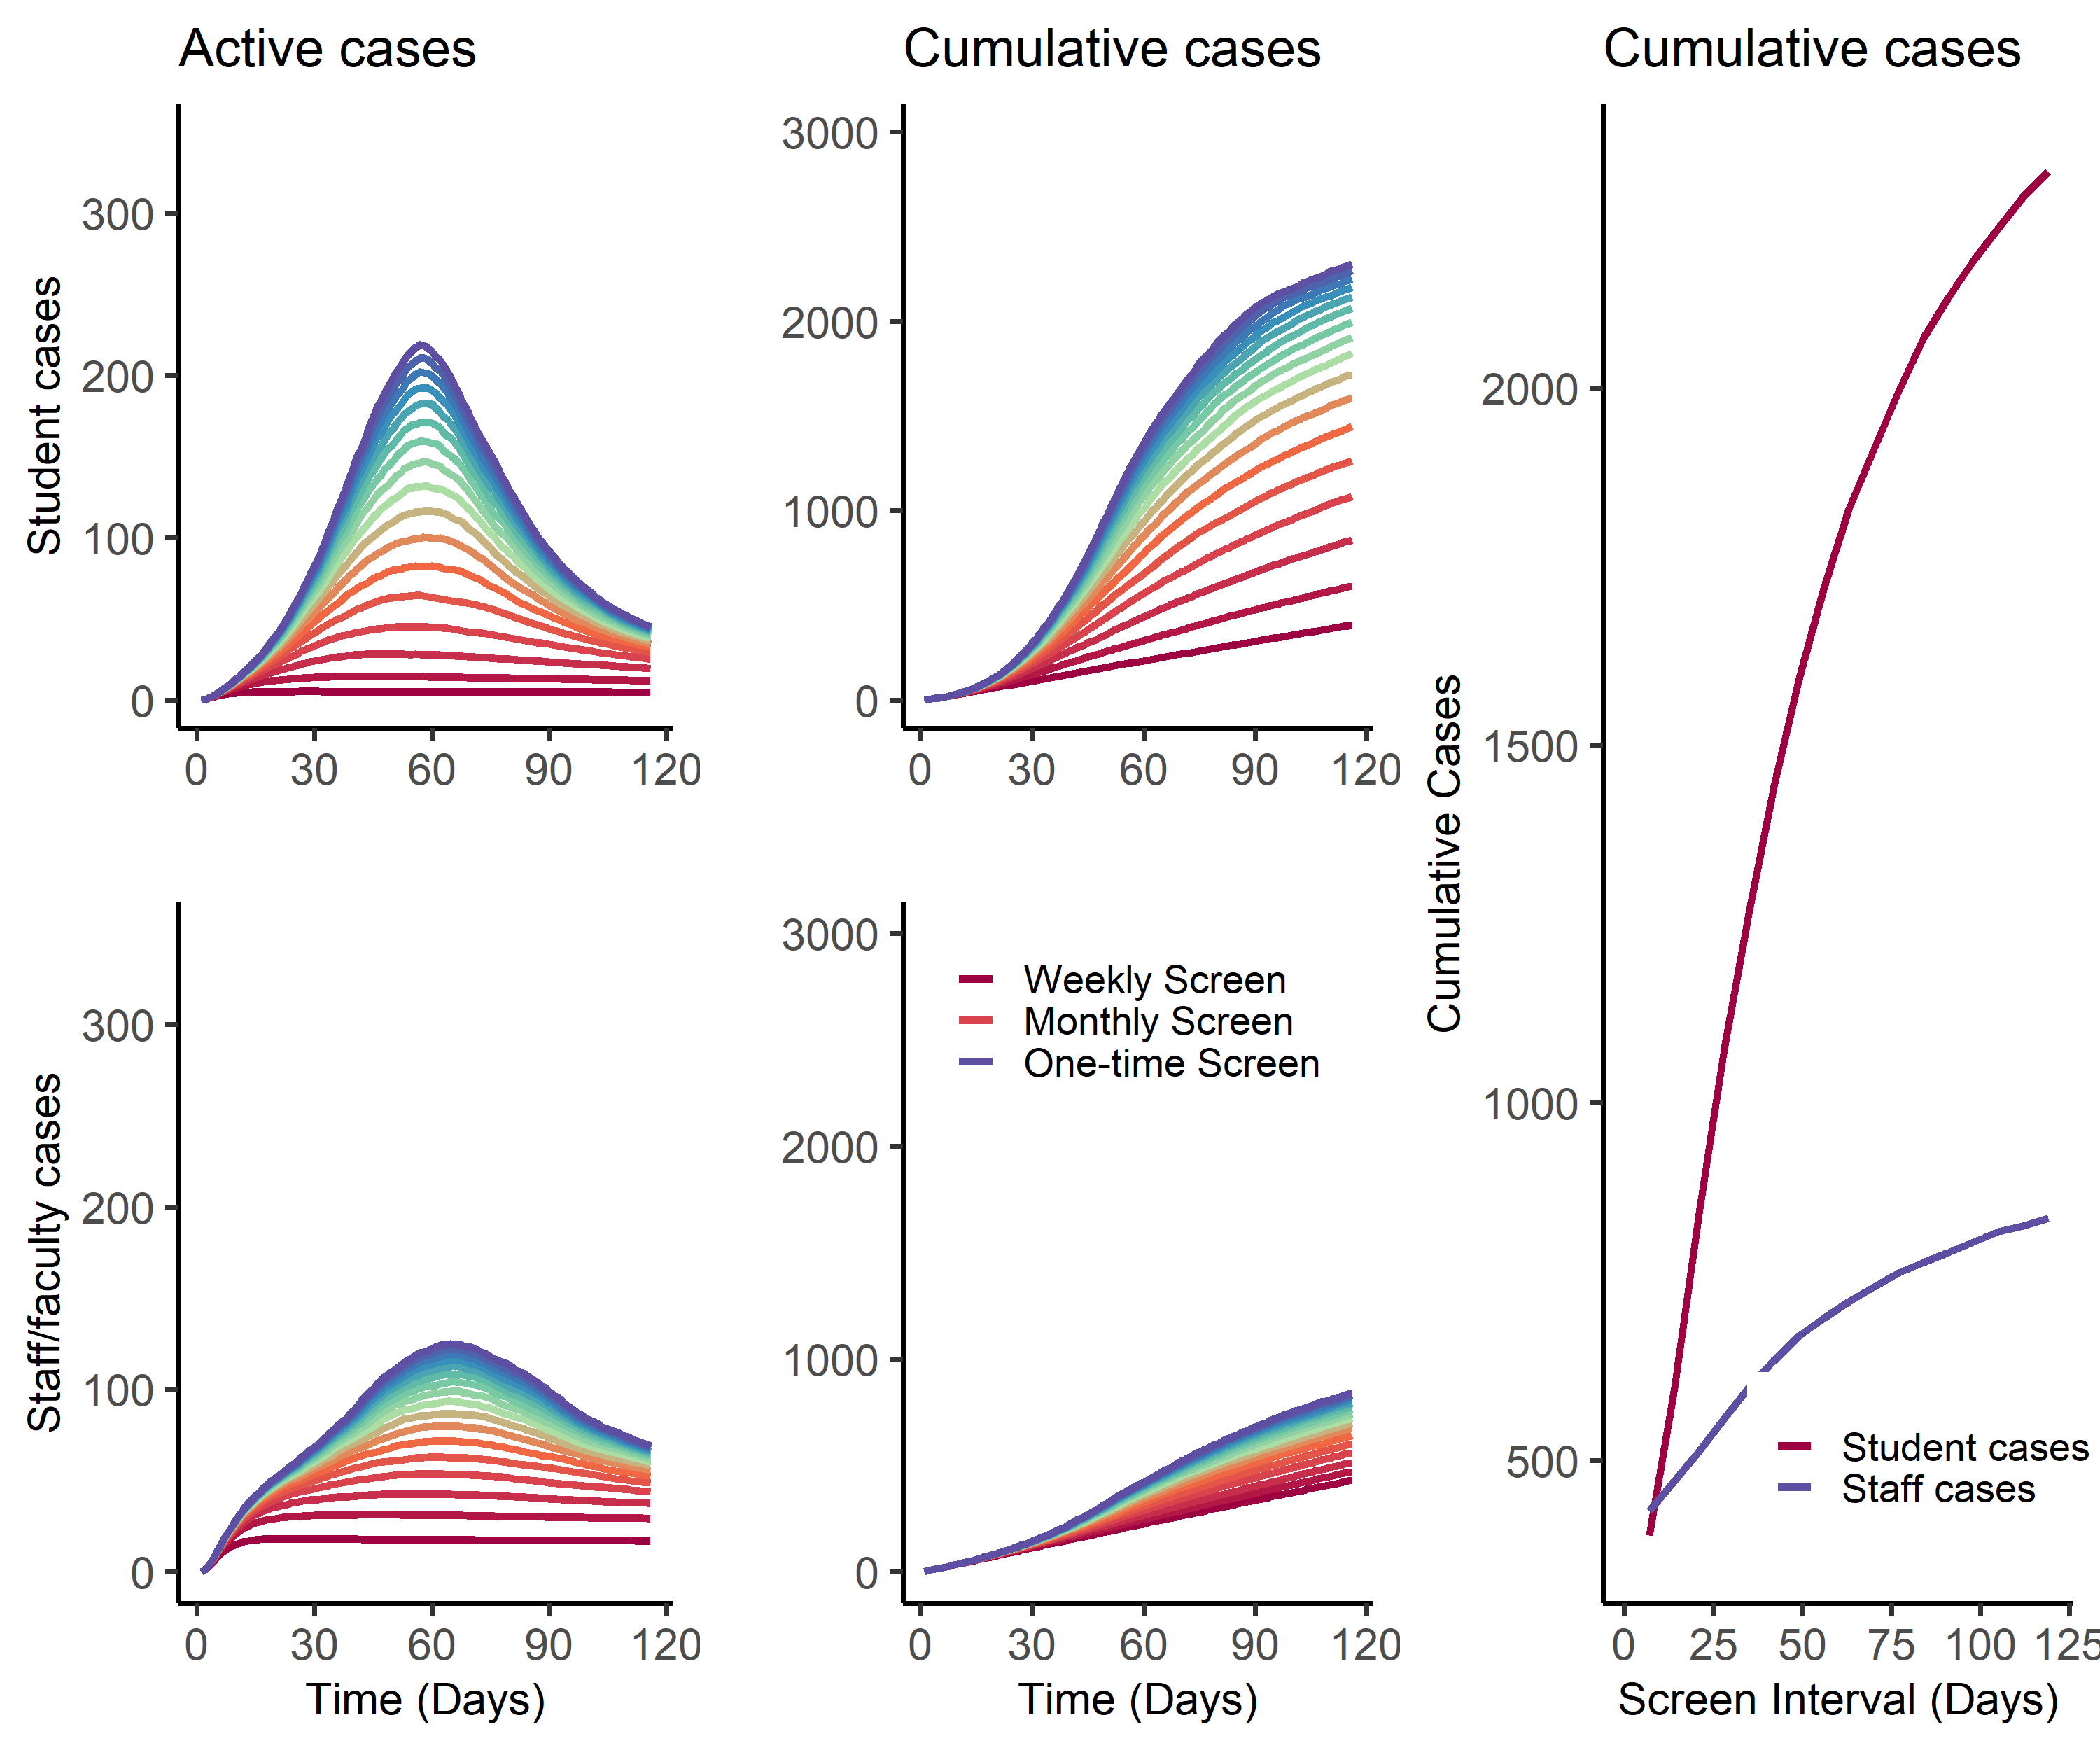 Active cases
Cumulative cases
Cumulative cases
Student cases
300
200
100
0
0 30 60 90 120
3000
2000
1000
0
0 30 60 90 120
Staff/faculty cases
300
200
100
0
0 30 60 90 120
Time (Days)
3000
2000
1000
0
Weekly Screen
Monthly Screen
One-time Screen
0 30 60 90 120
Time (Days)
Cumulative Cases
2000
1500
1000
500
Student cases
Staff cases
0 25 50 75 100 125
Screen Interval (Days)